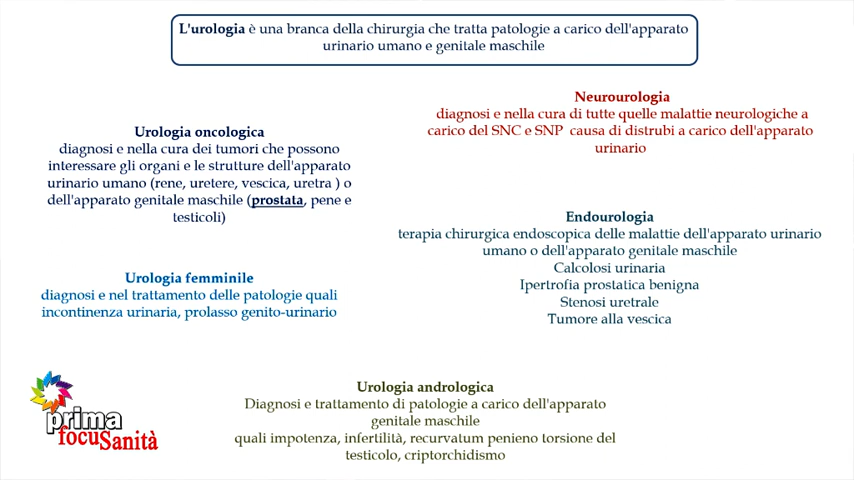 L'urologia è una branca della chirurgia che tratta patologie a carico dell'apparato
urinario umano e genitale maschile
Urologia oncologica
diagnosi e nella cura dei tumori che possono
interessare gli organi e le strutture dell'apparato
urinario umano (rene, uretere, vescica, uretra ) o
dell'apparato genitale maschile (prostata, pene e
testicoli)
Neurourologia
diagnosi e nella cura di tutte quelle malattie neurologiche a
carico del SNC e SNP causa di distrubi a carico dell'apparato
urinario
Urologia femminile
diagnosi e nel trattamento delle patologie quali
incontinenza urinaria, prolasso genito-urinario
Endourologia
terapia chirurgica endoscopica delle malattie dell'apparato urinario
umano o dell'apparato genitale maschile
Calcolosi urinaria
Ipertrofia prostatica benigna
Stenosi uretrale
Tumore alla vescica
Urologia andrologica
Diagnosi e trattamento di patologie a carico dell'apparato
genitale maschile
quali impotenza, infertilità, recurvatum penieno torsione del
testicolo, criptorchidismo
prima
focuSanità